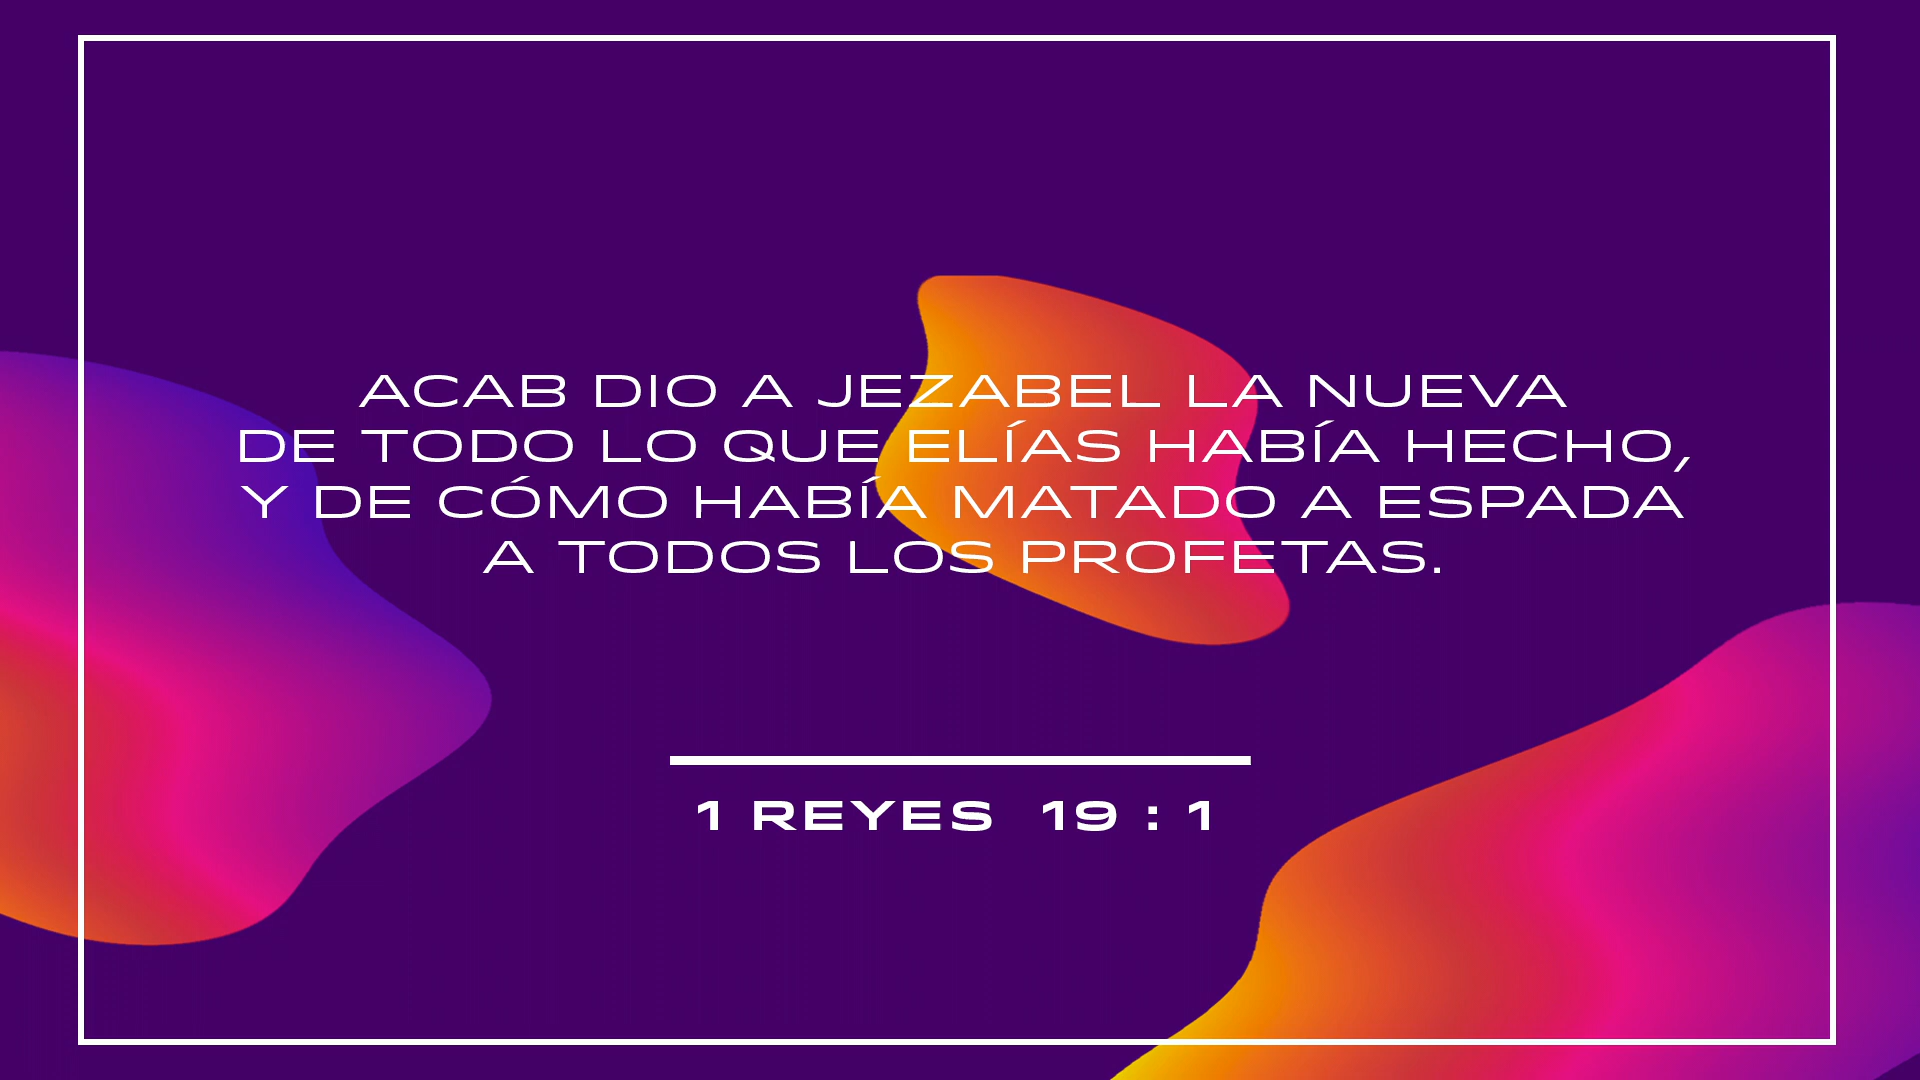 ACAB DIO A JEZABEL LA NUEVA
DE TODO LO QUE ELÍAS HABÍA HECHO,
Y DE CÓMO HABÍA MATADO A ESPADA
A TODOS LOS PROFETAS.
1 REYES 19 : 1